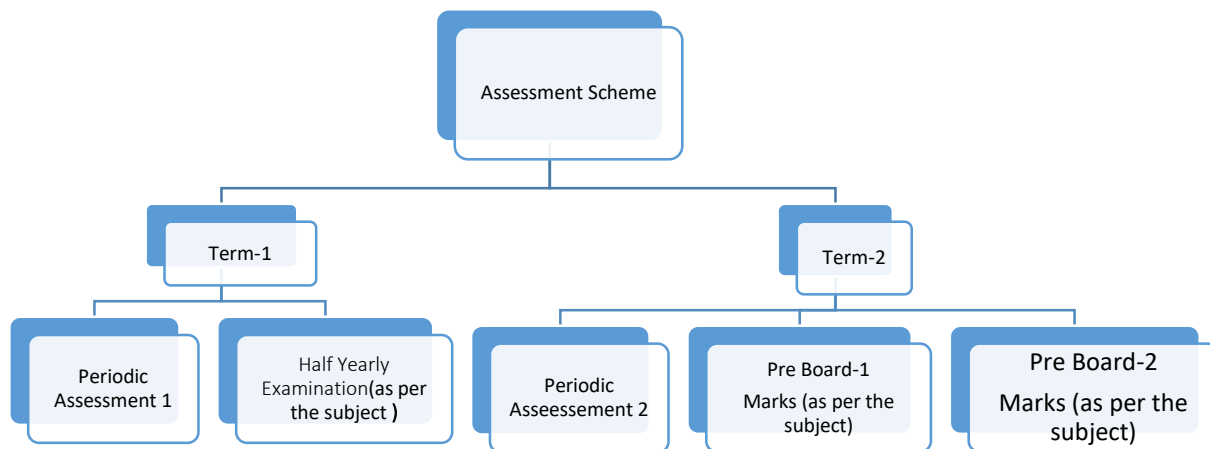 Assessment Scheme
Term-1
Term-2
Periodic
Assessment 1
Half Yearly
Examination(as per
the subject )
Periodic
Asseessement 2
Pre Board-1
Marks (as per the
subject)
Pre Board-2
Marks (as per the
subject)